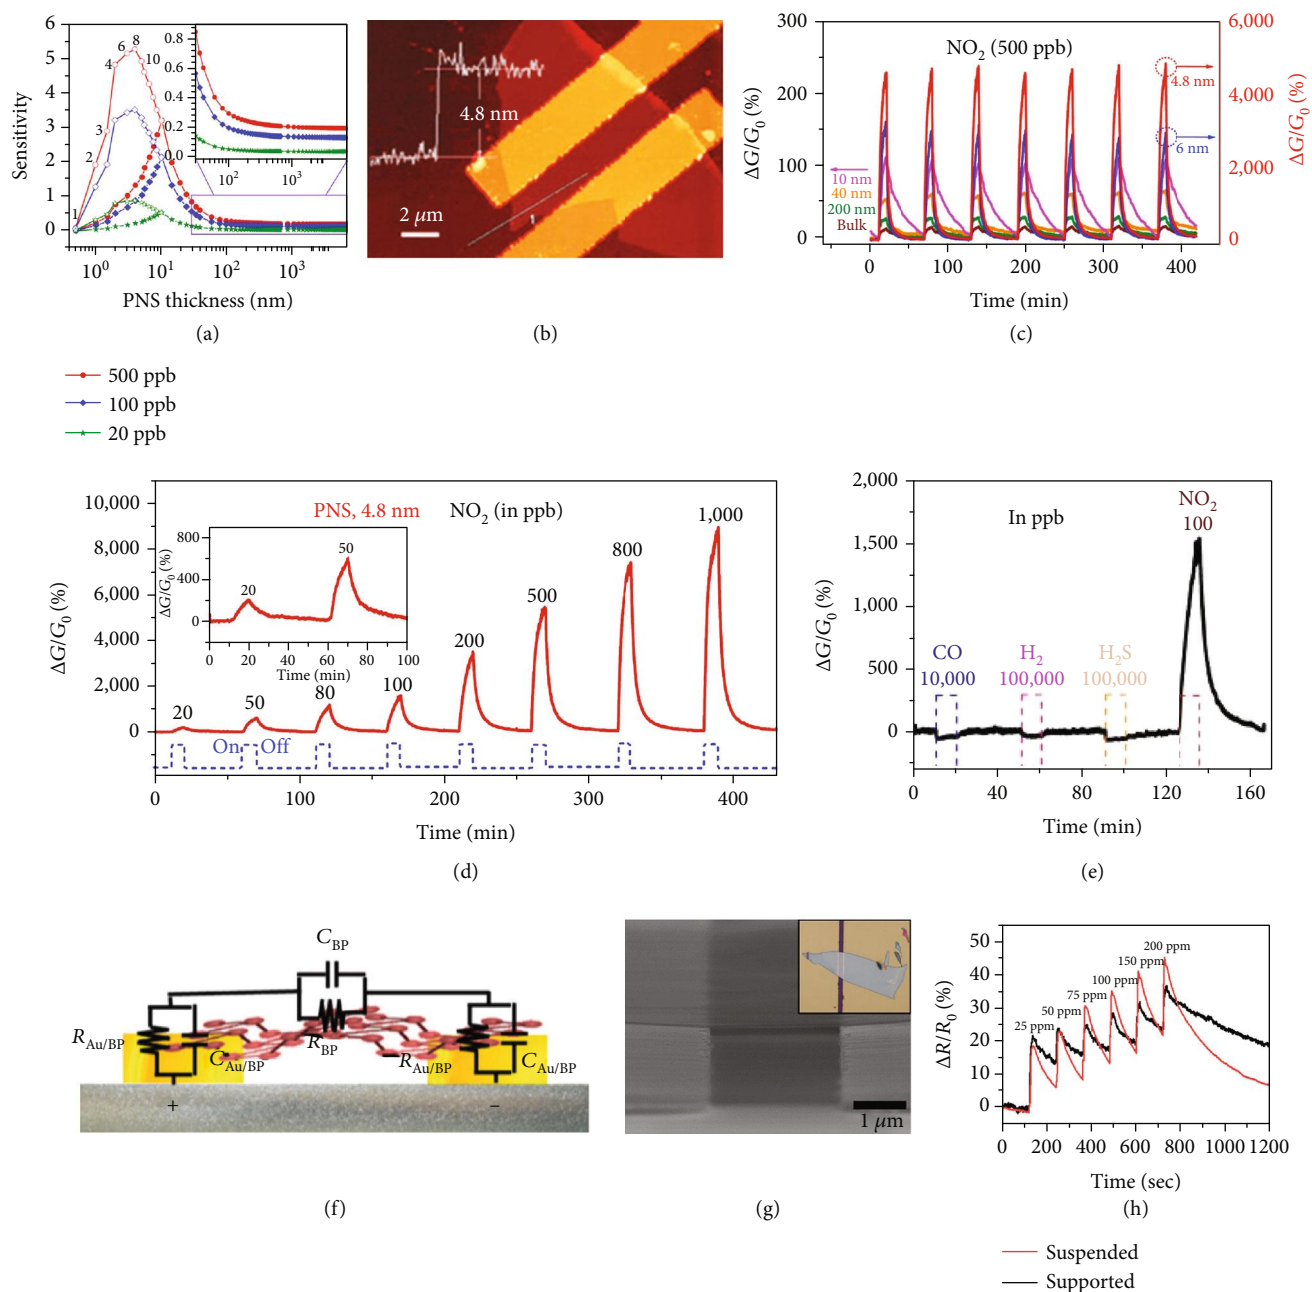 6
5
4
3
2
1
0
Sensitivity
10⁰ 10¹ 10² 10³
PNS thickness (nm)
1 2 3 4 6 8 10
0.8
0.6
0.4
0.2
0.0
10² 10³
(a)
4.8 nm
2 μm
(b)
300
200
100
0
ΔG/G₀ (%)
NO₂ (500 ppb)
6,000
4,000
2,000
0
ΔG/G₀ (%)
4.8 nm
6 nm
10 nm
40 nm
200 nm
Bulk
0 100 200 300 400
Time (min)
(c)
500 ppb
100 ppb
20 ppb
10,000
8,000
6,000
4,000
2,000
0
ΔG/G₀ (%)
PNS, 4.8 nm
NO₂ (in ppb)
800
400
0
ΔG/G₀ (%)
20 50
0 20 40 60 80 100
Time (min)
20 50 80 100 200 500 800 1,000
On Off
0 100 200 300 400
Time (min)
(d)
2,000
1,500
1,000
500
0
ΔG/G₀ (%)
In ppb
NO₂
100
CO
10,000
H₂
100,000
H₂S
100,000
0 40 80 120 160
Time (min)
(e)
C_BP
R_Au/BP
C_Au/BP
R_BP
R_Au/BP
C_Au/BP
+ −
(f)
1 μm
(g)
55
50
45
40
35
30
25
20
15
10
5
0
ΔR/R₀ (%)
25 ppm
50 ppm
75 ppm
100 ppm
150 ppm
200 ppm
0 200 400 600 800 1000 1200
Time (sec)
(h)
Suspended
Supported